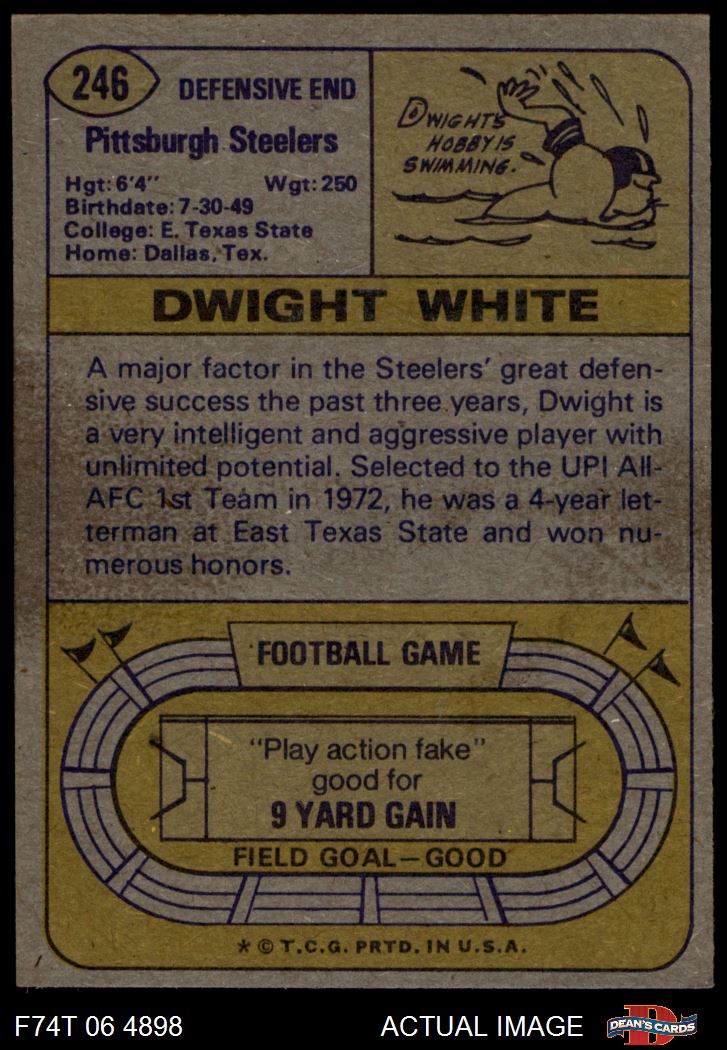 246
DEFENSIVE END
Pittsburgh Steelers
Hgt: 6'4" Wgt: 250
Birthdate: 7-30-49
College: E. Texas State
Home: Dallas, Tex.
DWIGHT'S
HOBBY IS
SWIMMING.
DWIGHT WHITE
A major factor in the Steelers' great defen-
sive success the past three years, Dwight is
a very intelligent and aggressive player with
unlimited potential. Selected to the UPI All-
AFC 1st Team in 1972, he was a 4-year let-
terman at East Texas State and won nu-
merous honors.
FOOTBALL GAME
"Play action fake"
good for
9 YARD GAIN
FIELD GOAL—GOOD
* © T.C.G. PRTD. IN U.S.A.
F74T 06 4898
ACTUAL IMAGE
D
DEAN'S CARDS